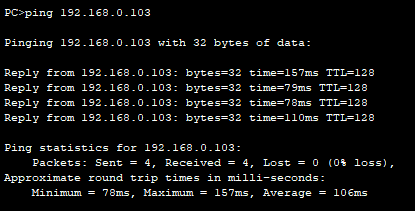 PC>ping 192.168.0.103
Pinging 192.168.0.103 with 32 bytes of data:
Reply from 192.168.0.103: bytes=32 time=157ms TTL=128
Reply from 192.168.0.103: bytes=32 time=79ms TTL=128
Reply from 192.168.0.103: bytes=32 time=78ms TTL=128
Reply from 192.168.0.103: bytes=32 time=110ms TTL=128
Ping statistics for 192.168.0.103:
Packets: Sent = 4, Received = 4, Lost = 0 (0% loss),
Approximate round trip times in milli-seconds:
Minimum = 78ms, Maximum = 157ms, Average = 106ms